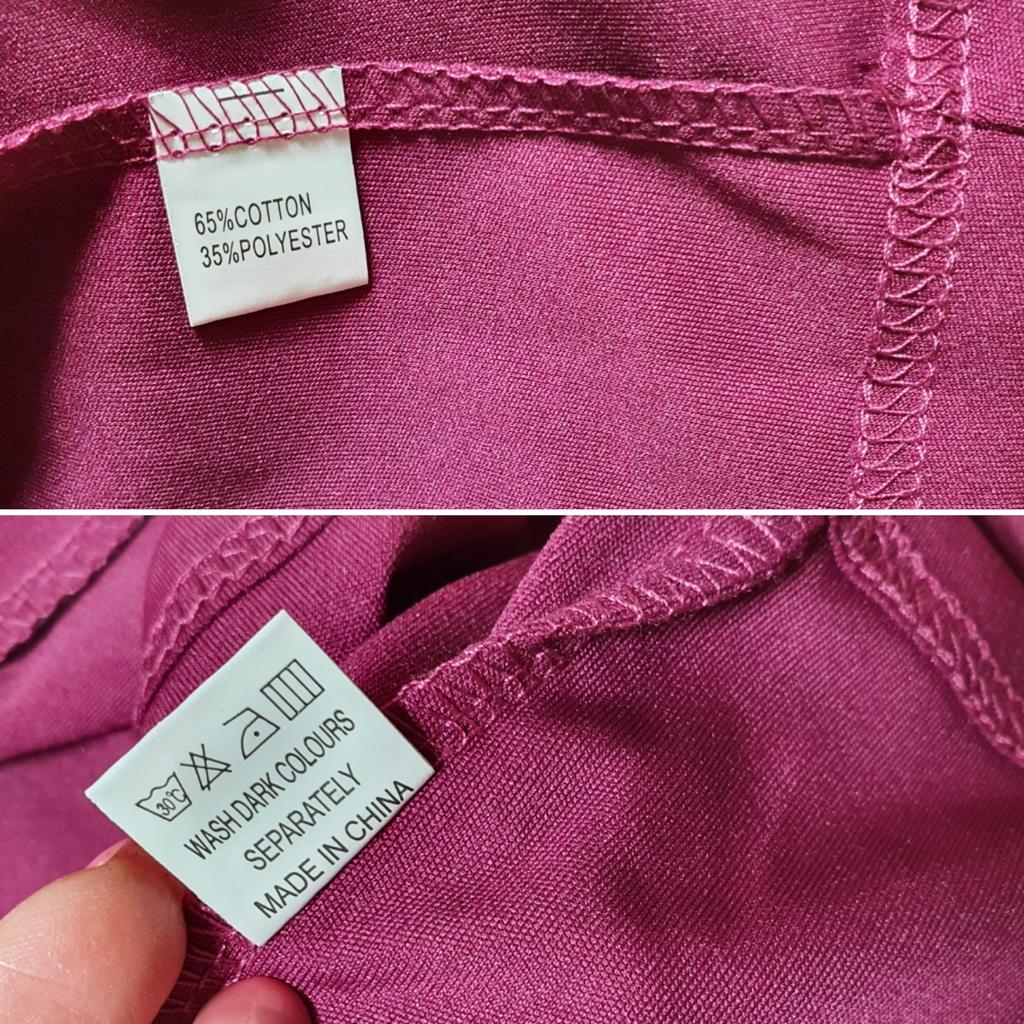 65%COTTON
35%POLYESTER
30°C
WASH DARK COLOURS
SEPARATELY
MADE IN CHINA